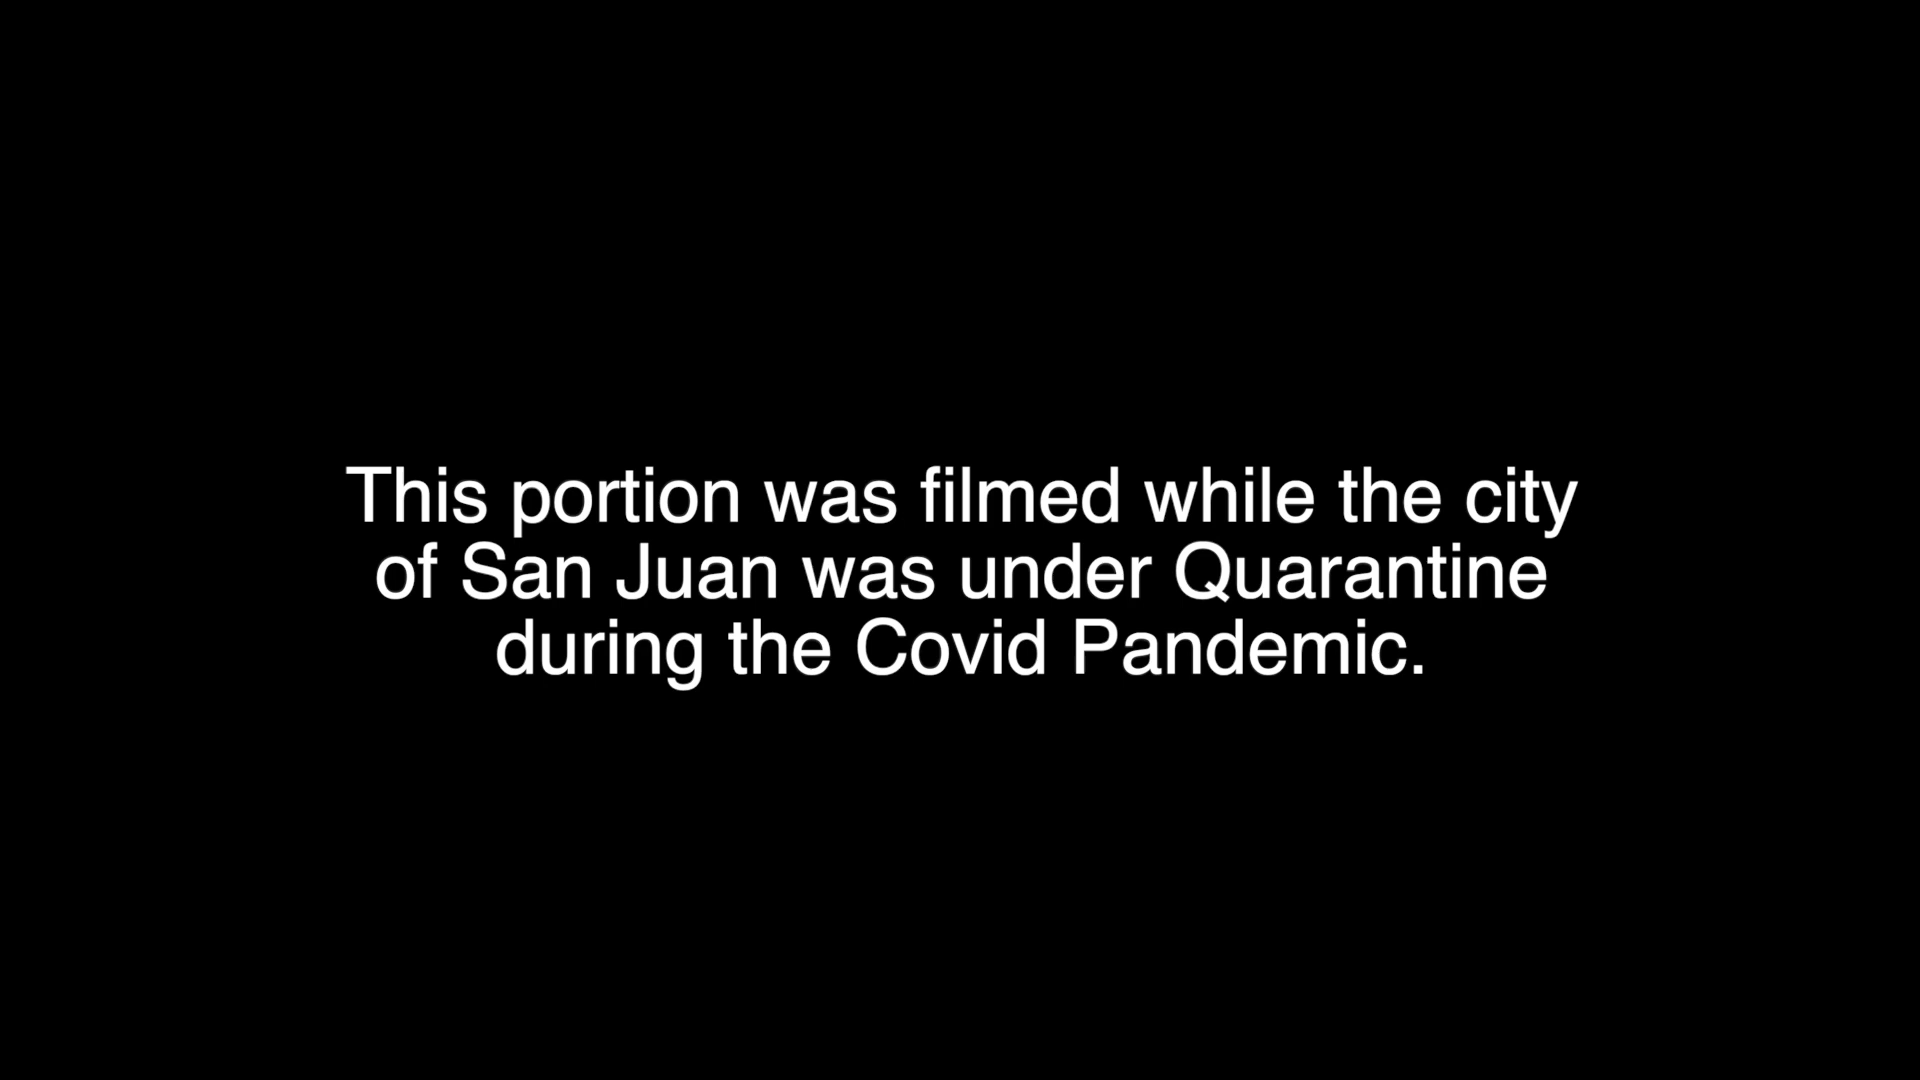 This portion was filmed while the city
of San Juan was under Quarantine
during the Covid Pandemic.